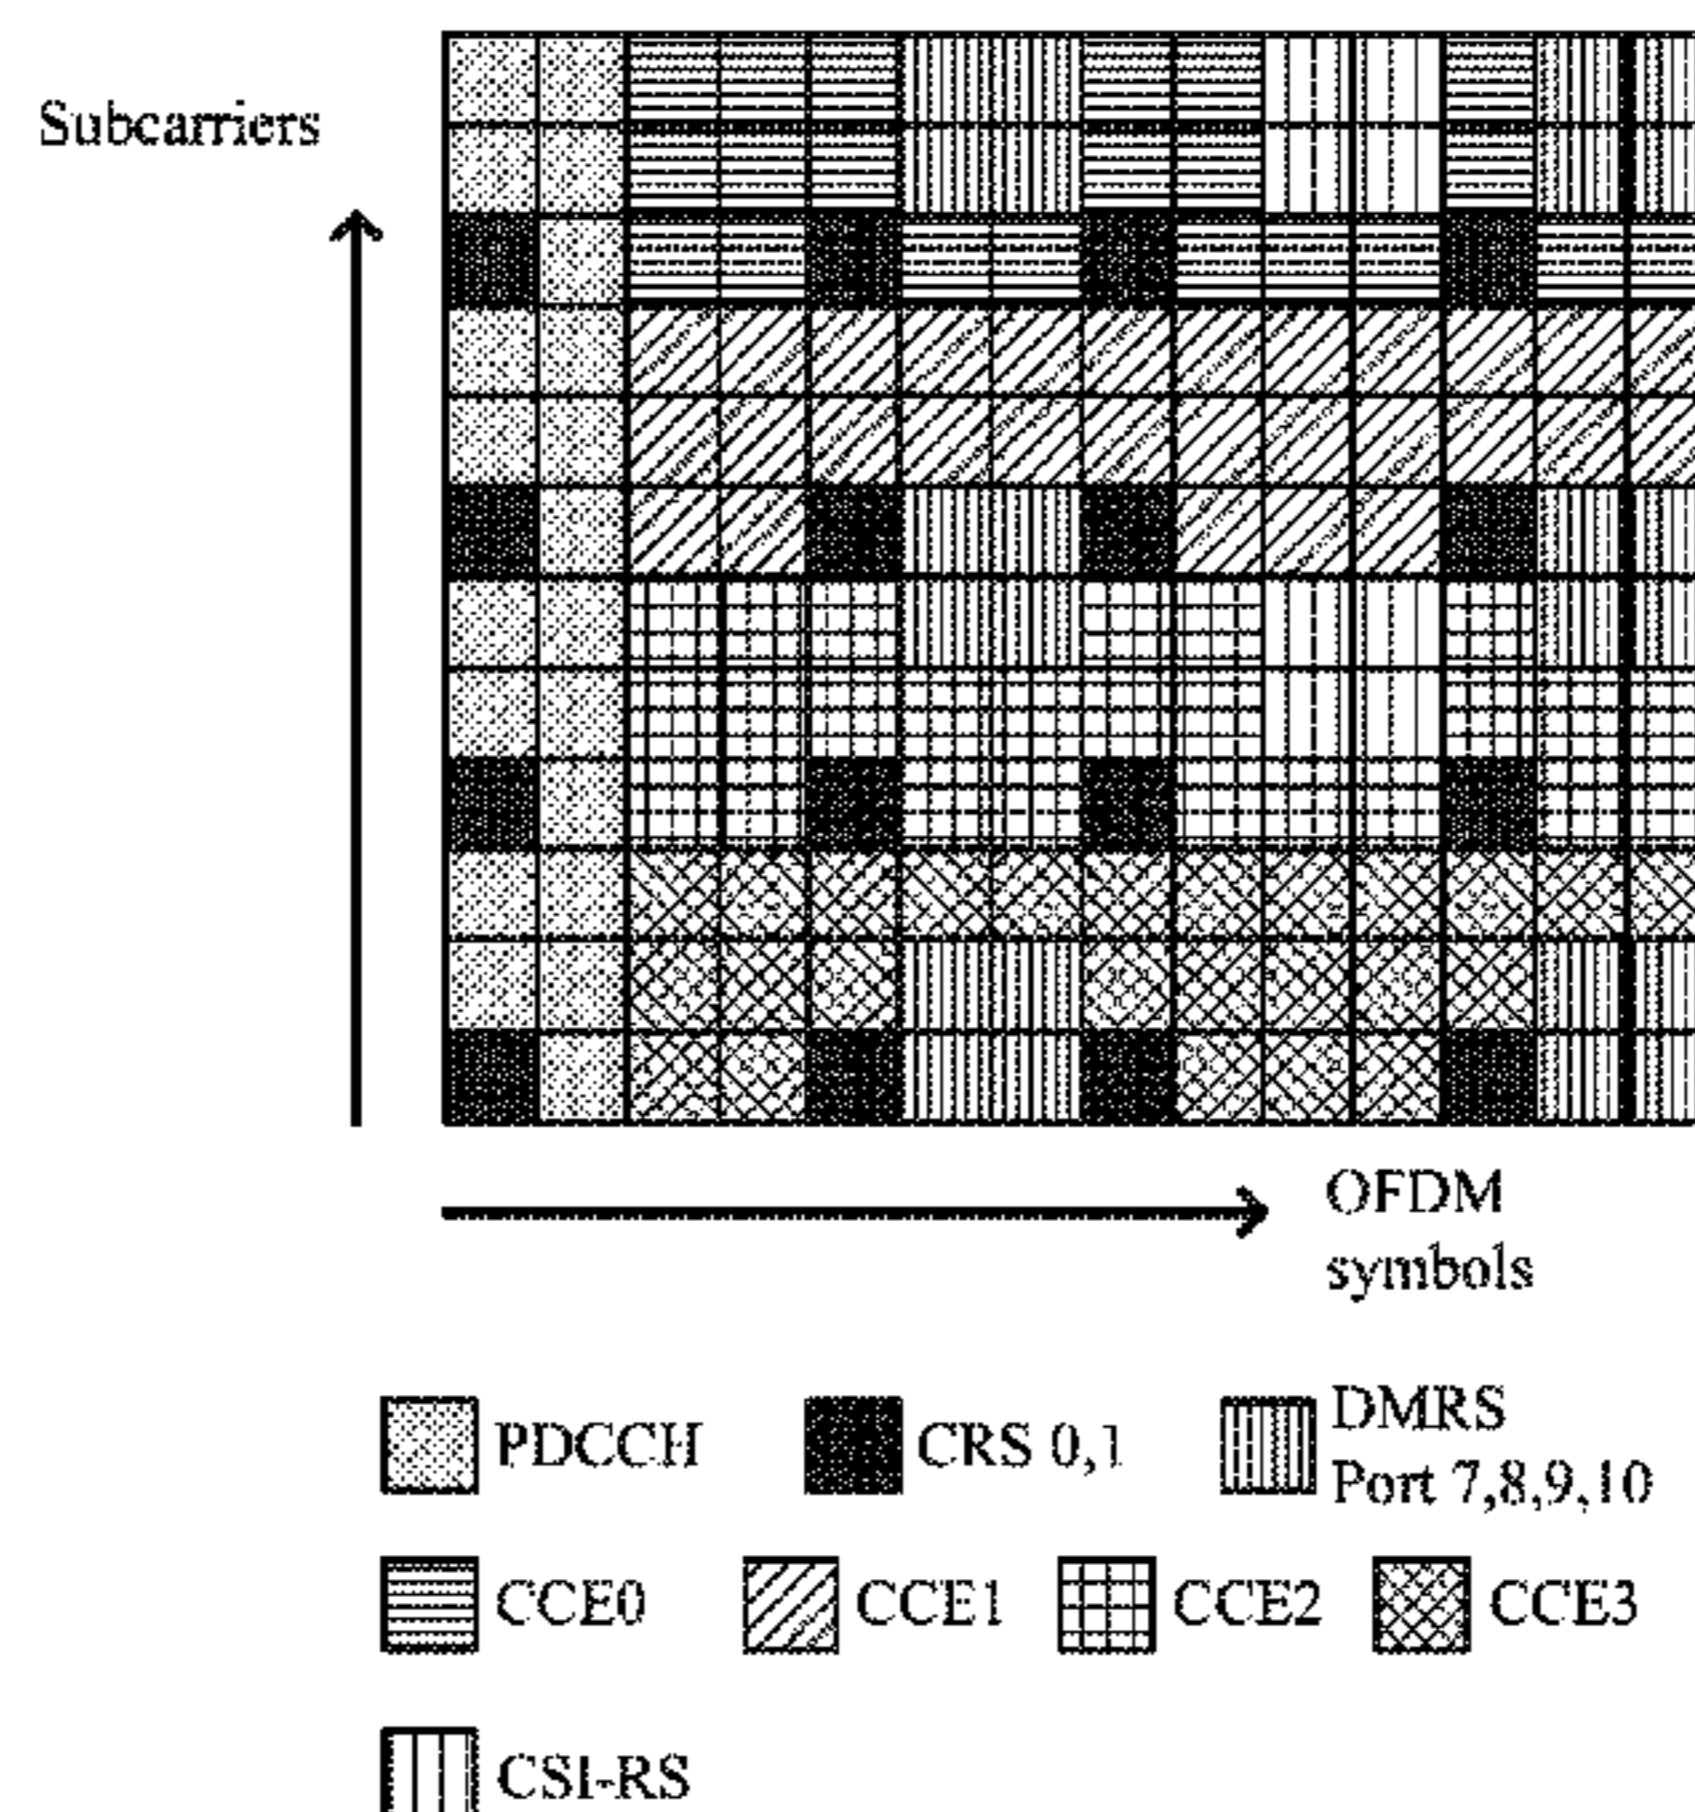 Subcarriers
OFDM
symbols
PDCCH
CRS 0,1
DMRS
Port 7,8,9,10
CCE0
CCE1
CCE2
CCE3
CSI-RS